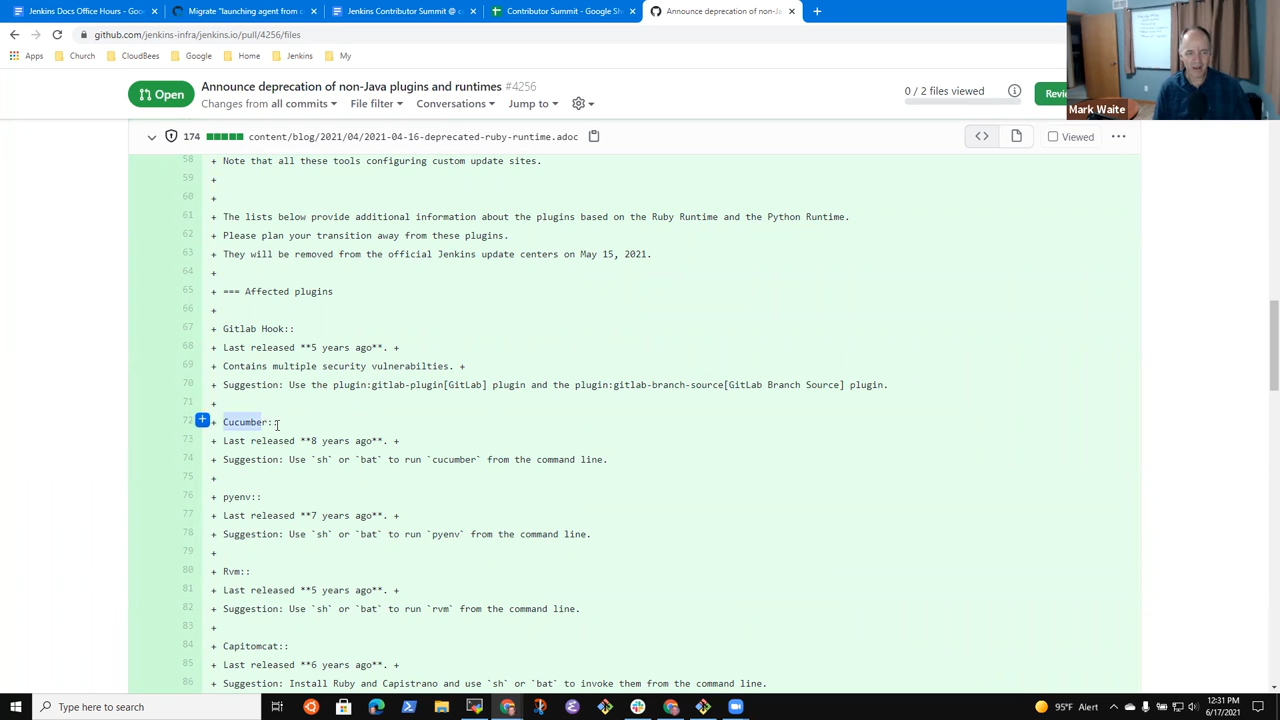 Jenkins Docs Office Hours - Goo
Migrate "launching agent from c
Jenkins Contributor Summit @ c
Contributor Summit - Google Sh
Announce deprecation of non-Ja
github.com/jenkins-infra/jenkins.io/pull/4256/files
Apps Church CloudBees Google Home Jenkins My
Open
Announce deprecation of non-Java plugins and runtimes #4256
Changes from all commits File filter Conversations Jump to
0 / 2 files viewed
Mark Waite
174 content/blog/2021/04/2021-04-16-deprecated-ruby-runtime.adoc
Viewed
58 + Note that all these tools configuring custom update sites.
59 +
60 +
61 + The lists below provide additional information about the plugins based on the Ruby Runtime and the Python Runtime.
62 + Please plan your transition away from these plugins.
63 + They will be removed from the official Jenkins update centers on May 15, 2021.
64 +
65 + === Affected plugins
66 +
67 + Gitlab Hook::
68 + Last released **5 years ago**. +
69 + Contains multiple security vulnerabilties. +
70 + Suggestion: Use the plugin:gitlab-plugin[GitLab] plugin and the plugin:gitlab-branch-source[GitLab Branch Source] plugin.
71 +
72 + Cucumber::
73 + Last released **8 years ago**. +
74 + Suggestion: Use `sh` or `bat` to run `cucumber` from the command line.
75 +
76 + pyenv::
77 + Last released **7 years ago**. +
78 + Suggestion: Use `sh` or `bat` to run `pyenv` from the command line.
79 +
80 + Rvm::
81 + Last released **5 years ago**. +
82 + Suggestion: Use `sh` or `bat` to run `rvm` from the command line.
83 +
84 + Capitomcat::
85 + Last released **6 years ago**. +
86 + Suggestion: Install Ruby and Capistrano and use `sh` or `bat` to invoke them from the command line.
Type here to search
95°F Alert
12:31 PM
6/17/2021